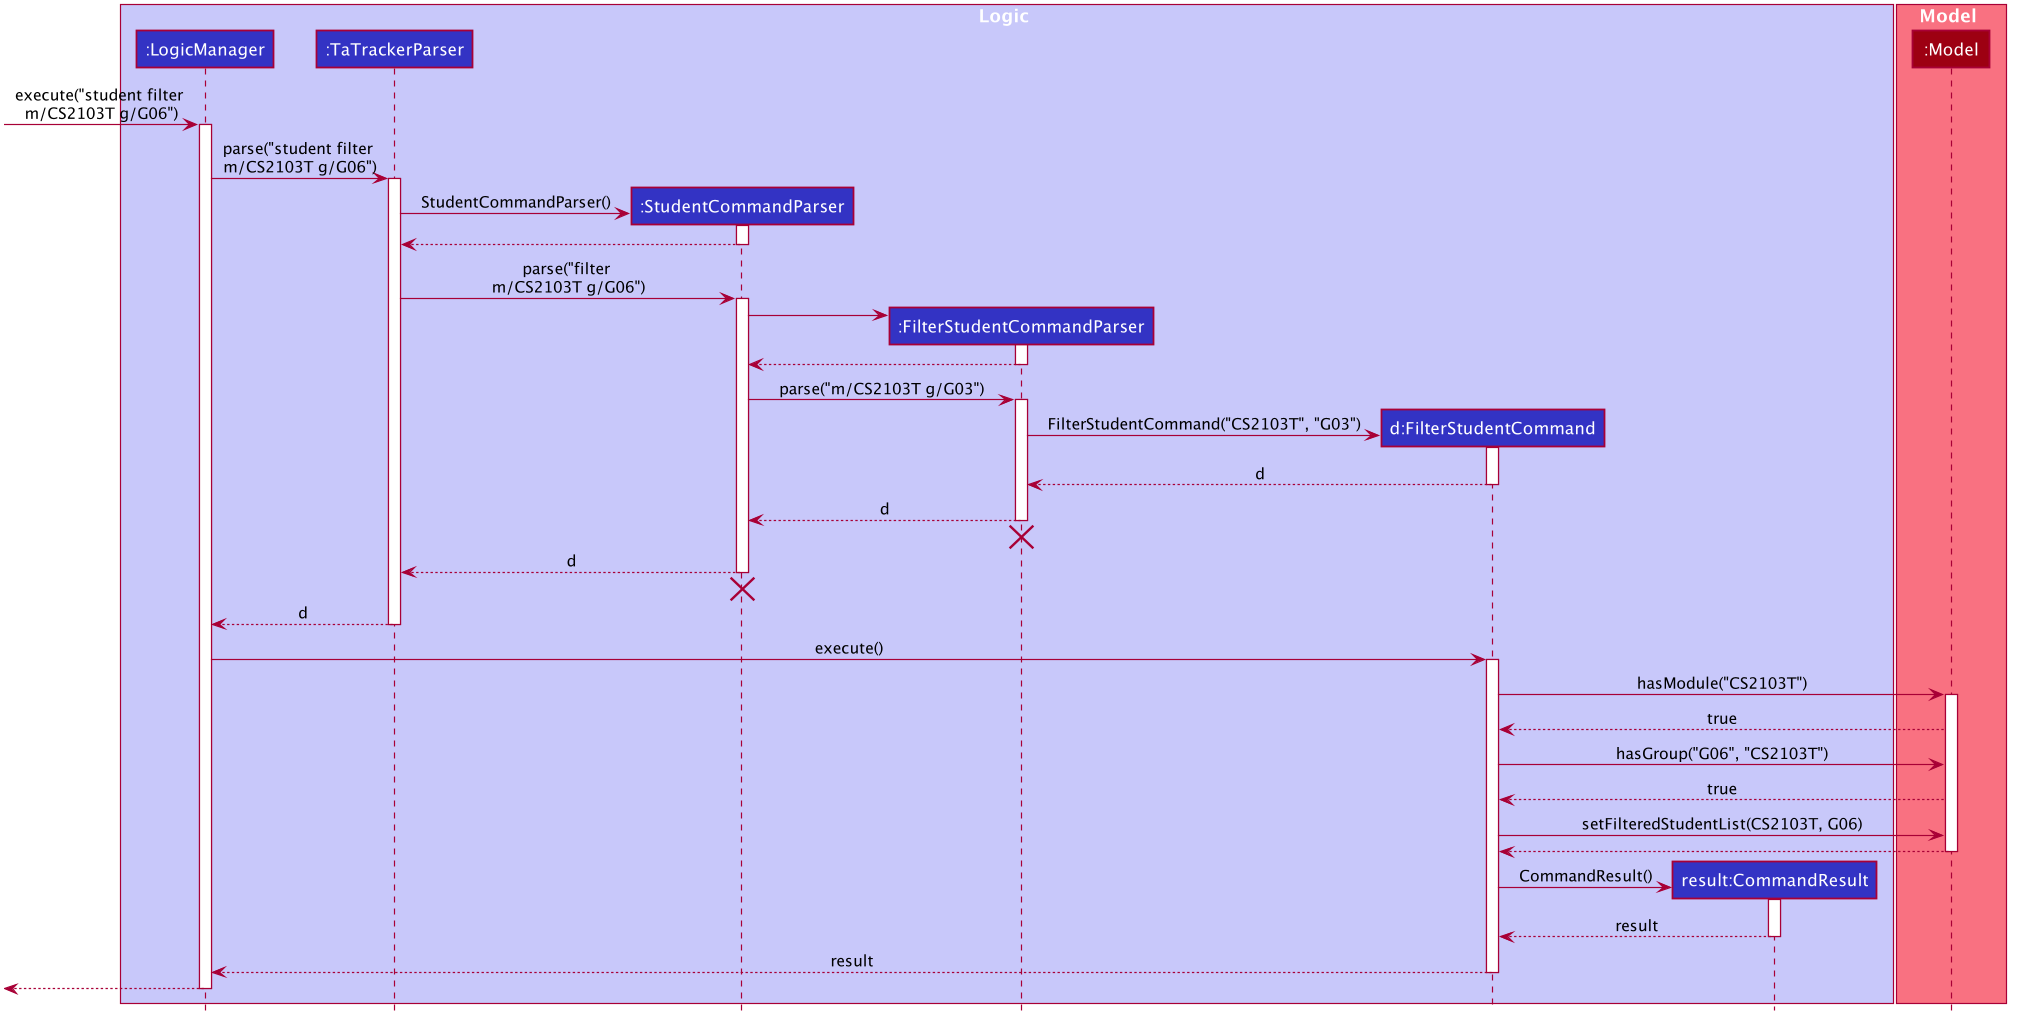 Logic
Model
:LogicManager
:TaTrackerParser
:Model
execute("student filter
m/CS2103T g/G06")
parse("student filter
m/CS2103T g/G06")
StudentCommandParser()
:StudentCommandParser
parse("filter
m/CS2103T g/G06")
:FilterStudentCommandParser
parse("m/CS2103T g/G03")
FilterStudentCommand("CS2103T", "G03")
d:FilterStudentCommand
d
d
d
d
execute()
hasModule("CS2103T")
true
hasGroup("G06", "CS2103T")
true
setFilteredStudentList(CS2103T, G06)
CommandResult()
result:CommandResult
result
result